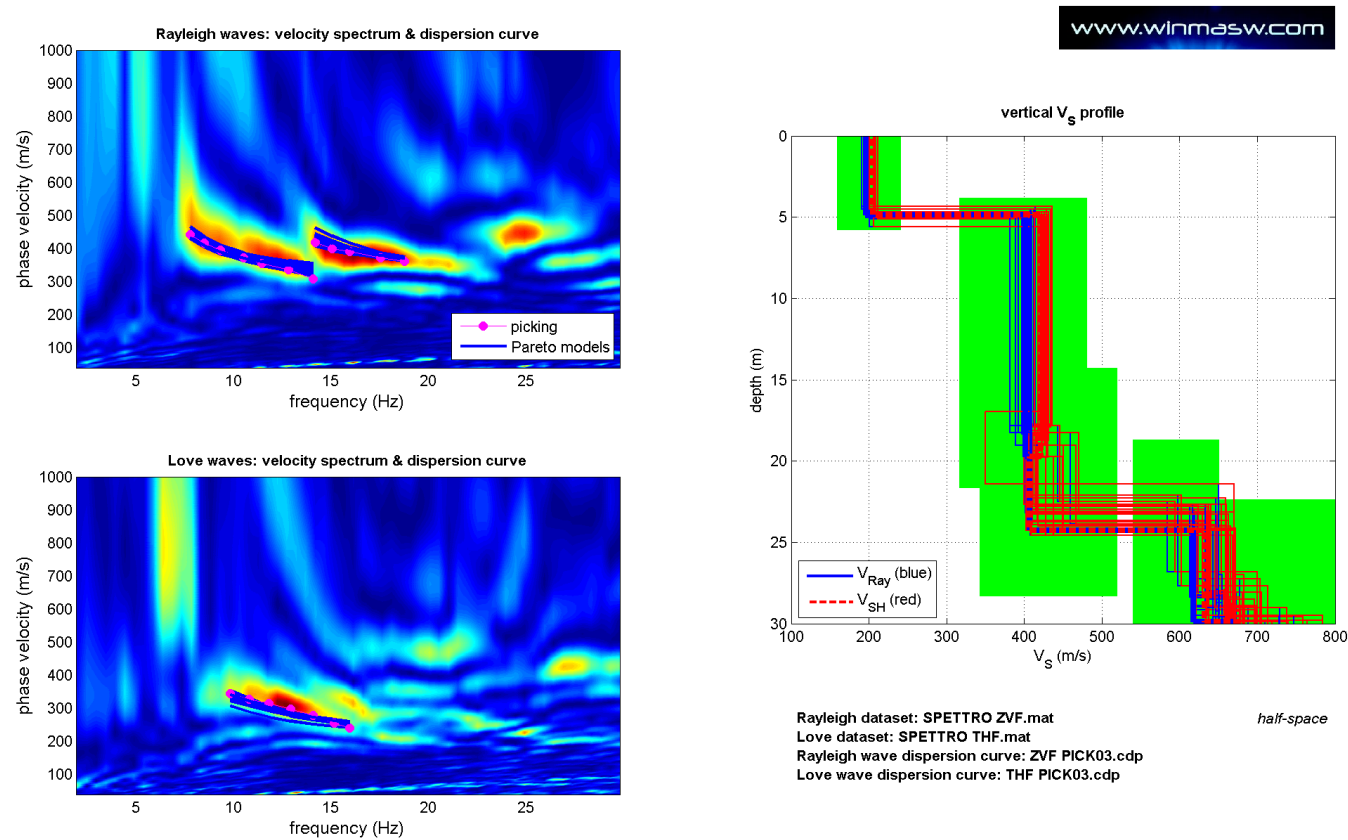 www.winmasw.com
Rayleigh waves: velocity spectrum & dispersion curve
1000
900
800
700
600
500
400
300
200
100
phase velocity (m/s)
picking
Pareto models
5
10
15
20
25
frequency (Hz)
Love waves: velocity spectrum & dispersion curve
1000
900
800
700
600
500
400
300
200
100
phase velocity (m/s)
5
10
15
20
25
frequency (Hz)
vertical VS profile
0
5
10
15
20
25
30
depth (m)
VRay (blue)
VSH (red)
100
200
300
400
500
600
700
800
VS (m/s)
Rayleigh dataset: SPETTRO ZVF.mat
half-space
Love dataset: SPETTRO THF.mat
Rayleigh wave dispersion curve: ZVF PICK03.cdp
Love wave dispersion curve: THF PICK03.cdp